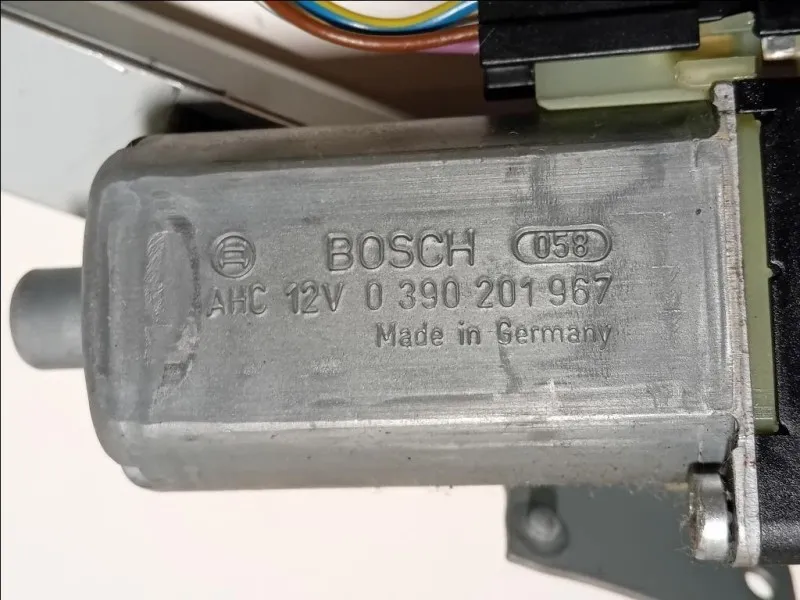 BOSCH 058
AHC 12V 0 390 201 967
Made in Germany